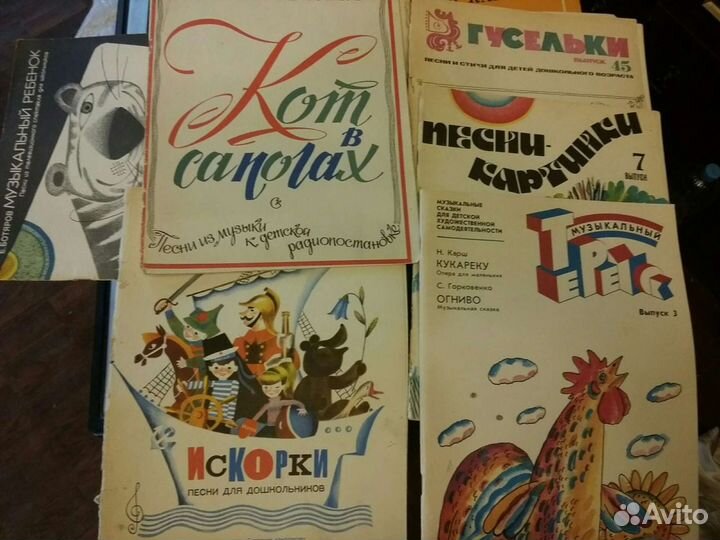 Е. БОТЯРОВ МУЗЫКАЛЬНЫЙ РЕБЕНОК
Кот
в
сапогах
Песни из музыки
к детской
радиопостановке
ГУСЕЛЬКИ
ВЫПУСК 45
ПЕСНИ И СТИХИ ДЛЯ ДЕТЕЙ ДОШКОЛЬНОГО ВОЗРАСТА
ПЕСНИ-
КАРТИНКИ
7
ВЫПУСК
МУЗЫКАЛЬНЫЕ
СКАЗКИ
ДЛЯ ДЕТСКОЙ
ХУДОЖЕСТВЕННОЙ
САМОДЕЯТЕЛЬНОСТИ
МУЗЫКАЛЬНЫЙ
ТЕРЕМОК
Н. Карш
КУКАРЕКУ
Опера для маленьких
С. Горковенко
ОГНИВО
Музыкальная сказка
Выпуск 3
ИСКОРКИ
ПЕСНИ ДЛЯ ДОШКОЛЬНИКОВ
Avito